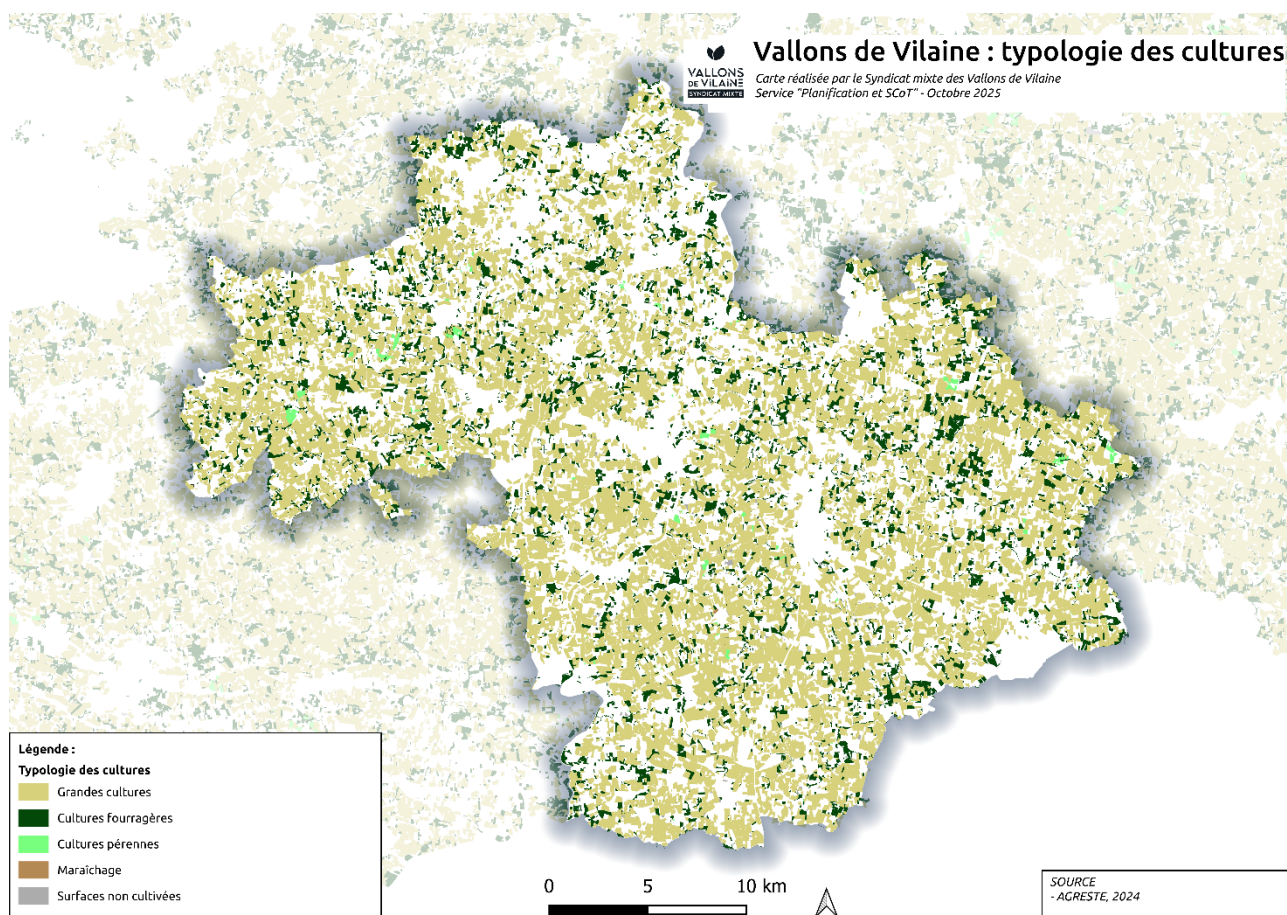 Vallons de Vilaine : typologie des cultures
VALLONS
DE VILAINE
SYNDICAT MIXTE
Carte réalisée par le Syndicat mixte des Vallons de Vilaine
Service "Planification et SCoT" - Octobre 2025
Légende :
Typologie des cultures
Grandes cultures
Cultures fourragères
Cultures pérennes
Maraîchage
Surfaces non cultivées
0 5 10 km
SOURCE
- AGRESTE, 2024